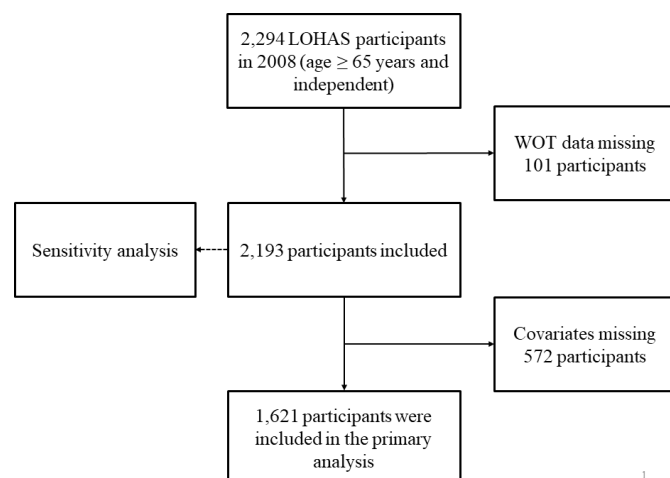 2,294 LOHAS participants
in 2008 (age ≥ 65 years and
independent)
WOT data missing
101 participants
Sensitivity analysis
2,193 participants included
Covariates missing
572 participants
1,621 participants were
included in the primary
analysis
1